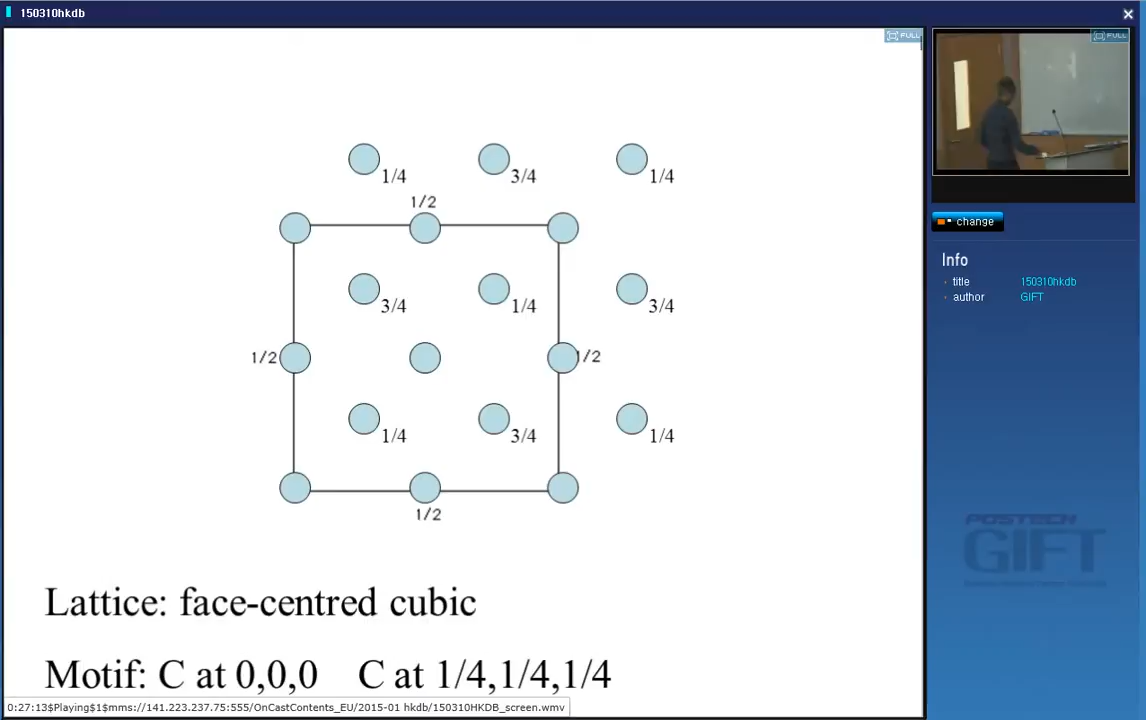 150310hkdb
FULL
FULL
1/4 3/4 1/4
1/2
3/4 1/4 3/4
1/2 1/2
1/4 3/4 1/4
1/2
Lattice: face-centred cubic
Motif: C at 0,0,0 C at 1/4,1/4,1/4
0:27:13$Playing$1$mms://141.223.237.75:555/OnCastContents_EU/2015-01 hkdb/150310HKDB_screen.wmv
change
Info
title 150310hkdb
author GIFT
POSTECH
GIFT